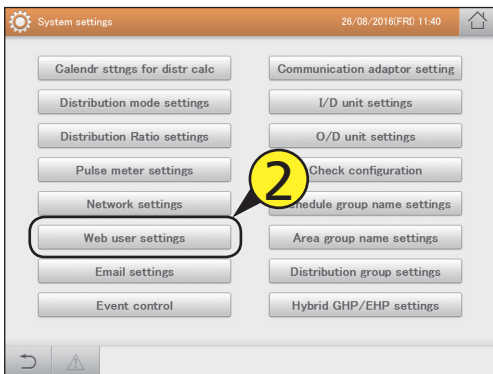 System settings 26/08/2016(FRI) 11:40
Calendr sttngs for distr calc
Communication adaptor setting
Distribution mode settings
I/D unit settings
Distribution Ratio settings
O/D unit settings
Pulse meter settings
Check configuration
2
Network settings
group name settings
Web user settings
Area group name settings
Email settings
Distribution group settings
Event control
Hybrid GHP/EHP settings